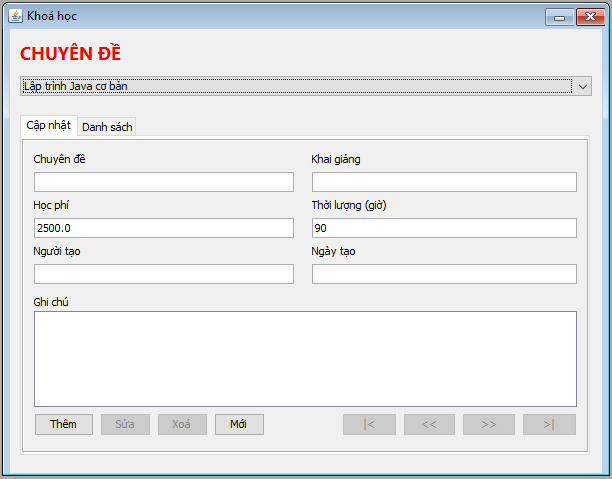 Khoá học
CHUYÊN ĐỀ
Lập trình Java cơ bản
Cập nhật Danh sách
Chuyên đề Khai giảng
Học phí Thời lượng (giờ)
2500.0 90
Người tạo Ngày tạo
Ghi chú
Thêm Sửa Xoá Mới |< << >> >|